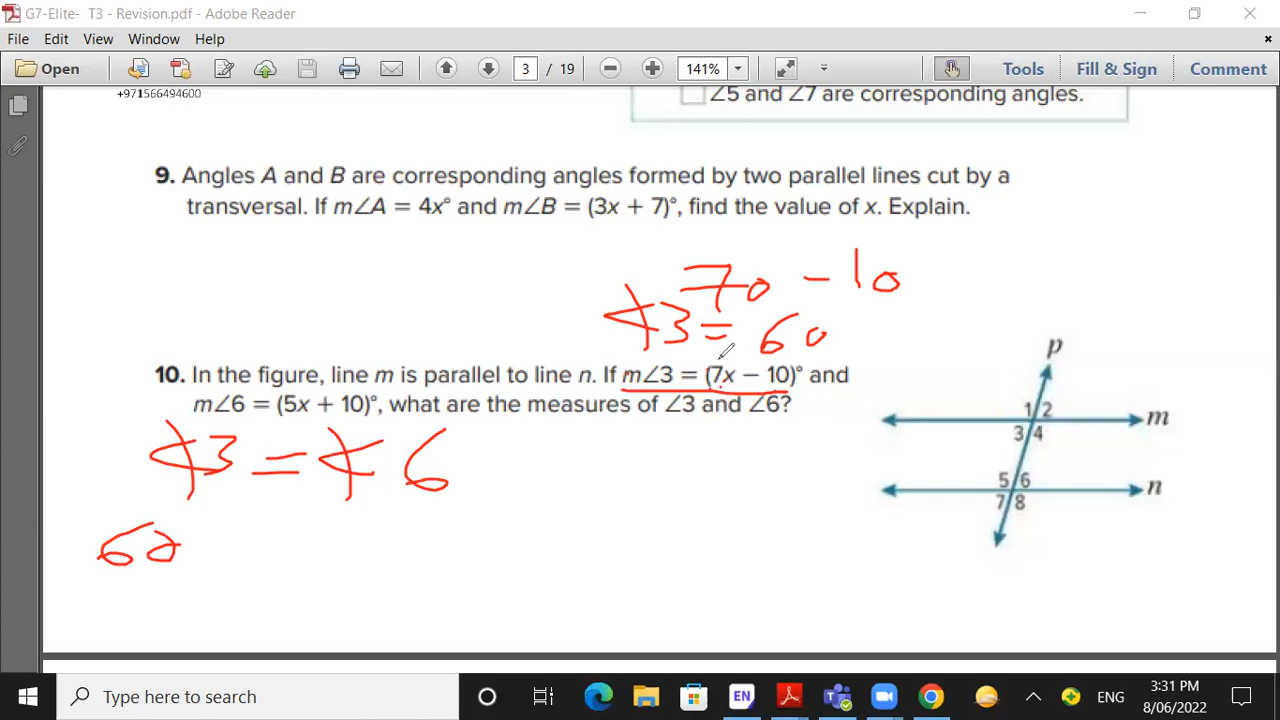 G7-Elite- T3 - Revision.pdf - Adobe Reader
File Edit View Window Help
Open 3 / 19 141% Tools Fill & Sign Comment
+971566494600
∠5 and ∠7 are corresponding angles.
9. Angles A and B are corresponding angles formed by two parallel lines cut by a
transversal. If m∠A = 4x° and m∠B = (3x + 7)°, find the value of x. Explain.
70 - 10
∠3 = 60
10. In the figure, line m is parallel to line n. If m∠3 = (7x − 10)° and
m∠6 = (5x + 10)°, what are the measures of ∠3 and ∠6?
∠3 = ∠6
60
p
1 2 m
3 4
5 6 n
7 8
Type here to search
EN
ENG
3:31 PM
8/06/2022